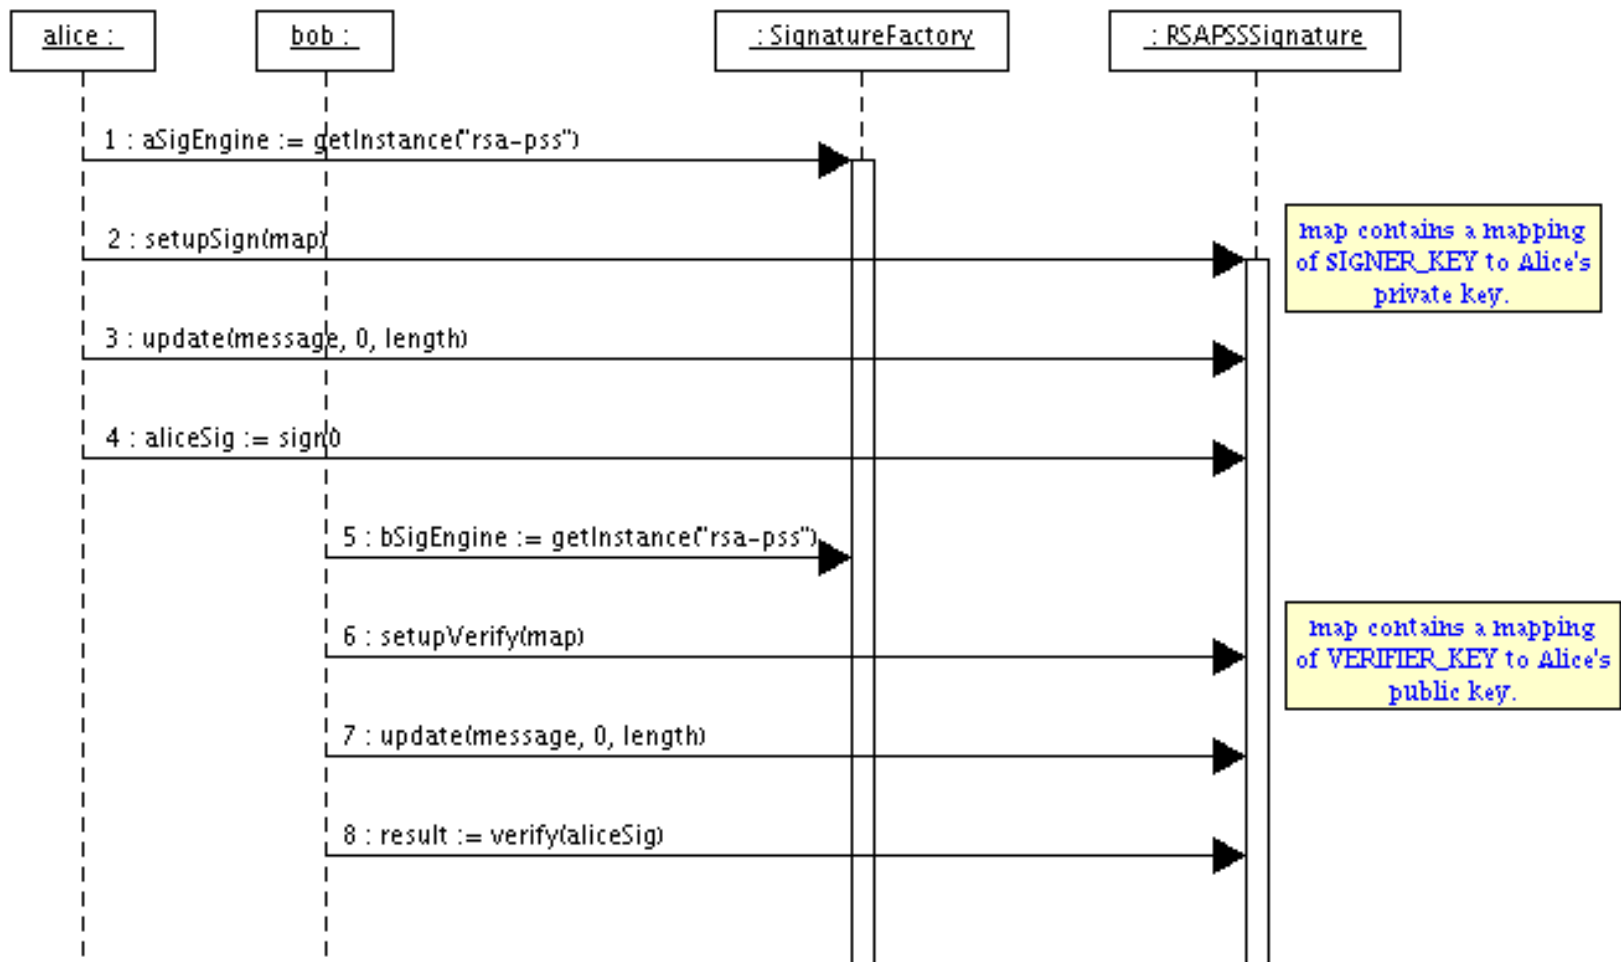 alice :
bob :
: SignatureFactory
: RSAPSSSignature
1 : aSigEngine := getInstance("rsa-pss")
2 : setupSign(map)
map contains a mapping
of SIGNER_KEY to Alice's
private key.
3 : update(message, 0, length)
4 : aliceSig := sign()
5 : bSigEngine := getInstance("rsa-pss")
6 : setupVerify(map)
map contains a mapping
of VERIFIER_KEY to Alice's
public key.
7 : update(message, 0, length)
8 : result := verify(aliceSig)